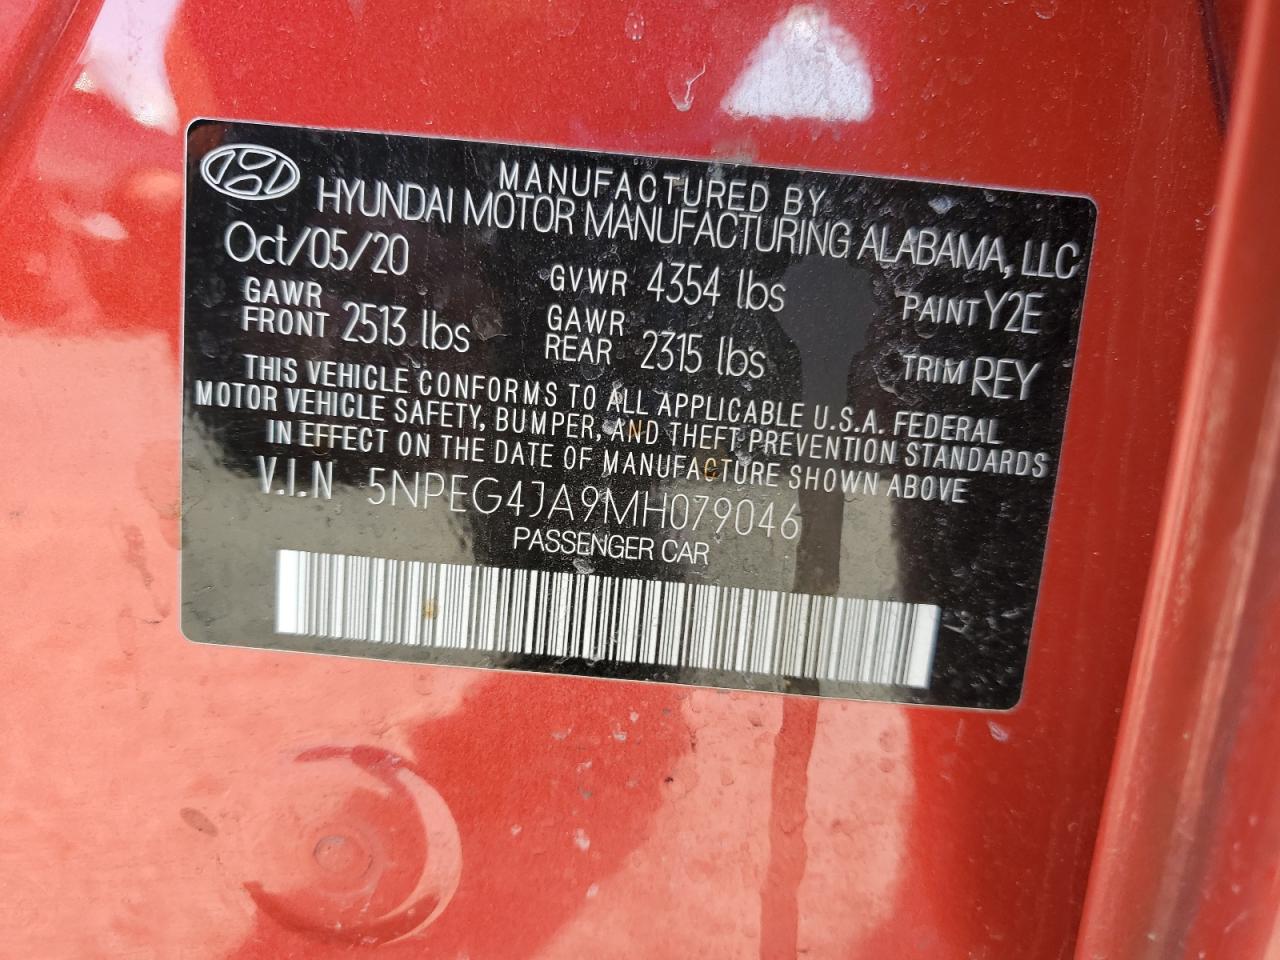 MANUFACTURED BY
HYUNDAI MOTOR MANUFACTURING ALABAMA, LLC
Oct/05/20 GVWR 4354 lbs PAINT Y2E
GAWR FRONT 2513 lbs GAWR REAR 2315 lbs TRIM REY
THIS VEHICLE CONFORMS TO ALL APPLICABLE U.S.A. FEDERAL
MOTOR VEHICLE SAFETY, BUMPER, AND THEFT PREVENTION STANDARDS
IN EFFECT ON THE DATE OF MANUFACTURE SHOWN ABOVE
V.I.N 5NPEG4JA9MH079046
PASSENGER CAR